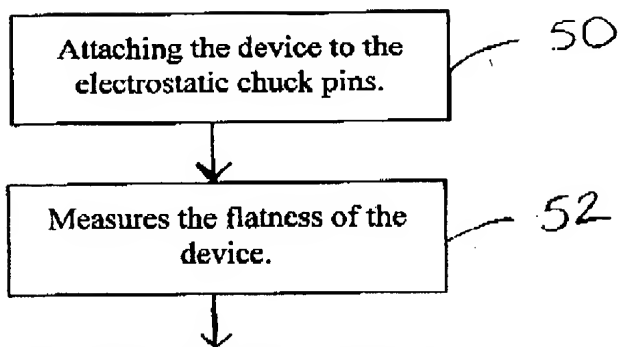 Attaching the device to the
electrostatic chuck pins.
50
Measures the flatness of the
device.
52